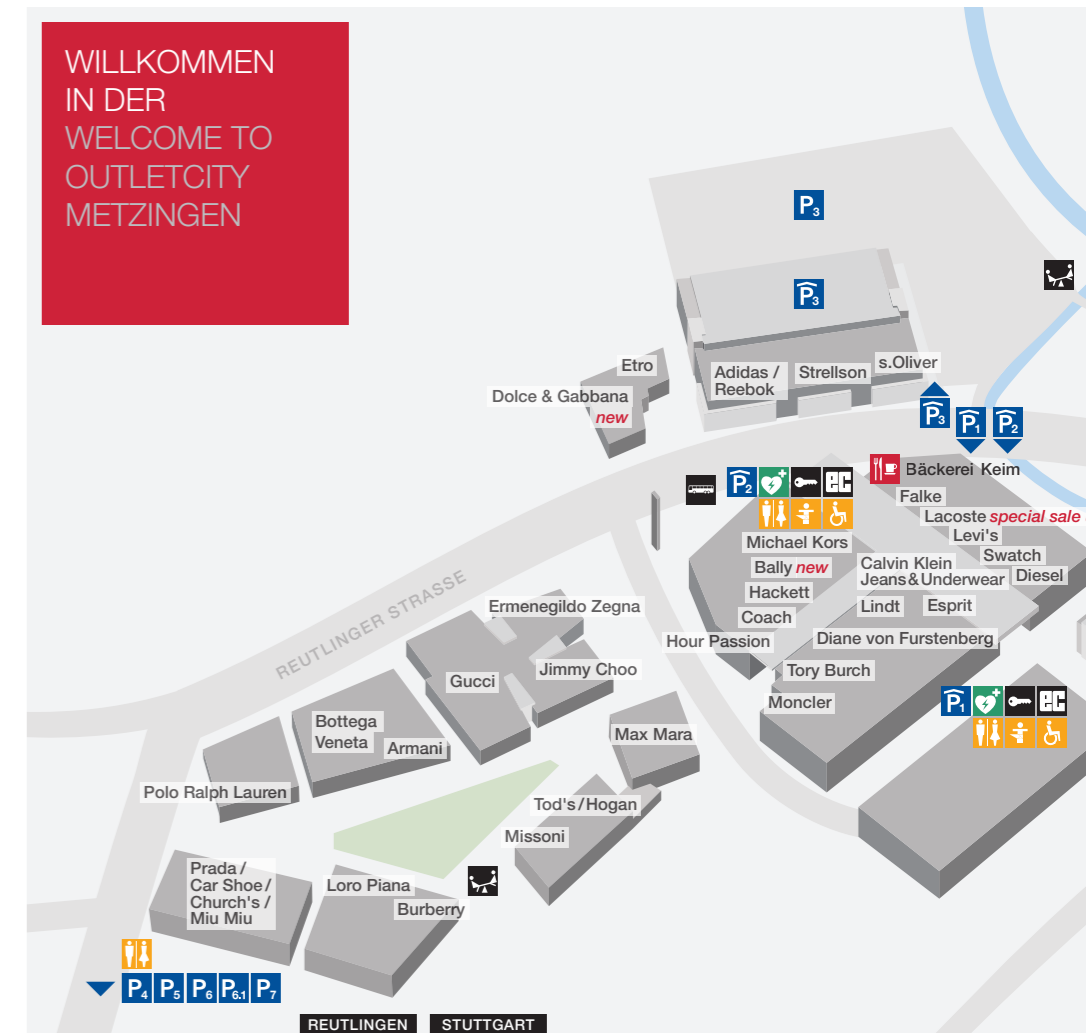 WILLKOMMEN
IN DER
WELCOME TO
OUTLETCITY
METZINGEN
P3
P3
Etro
Dolce & Gabbana
new
Adidas /
Reebok
Strellson
s.Oliver
P3
P1
P2
Bäckerei Keim
P2
ec
Falke
Lacoste special sale
Levi's
Swatch
Diesel
Michael Kors
Bally new
Hackett
Coach
Hour Passion
Calvin Klein
Jeans & Underwear
Lindt
Esprit
Diane von Furstenberg
Tory Burch
Moncler
P1
ec
REUTLINGER STRASSE
Ermenegildo Zegna
Jimmy Choo
Gucci
Bottega
Veneta
Armani
Max Mara
Polo Ralph Lauren
Tod's / Hogan
Missoni
Prada /
Car Shoe /
Church's /
Miu Miu
Loro Piana
Burberry
P4 P5 P6 P6.1 P7
REUTLINGEN
STUTTGART